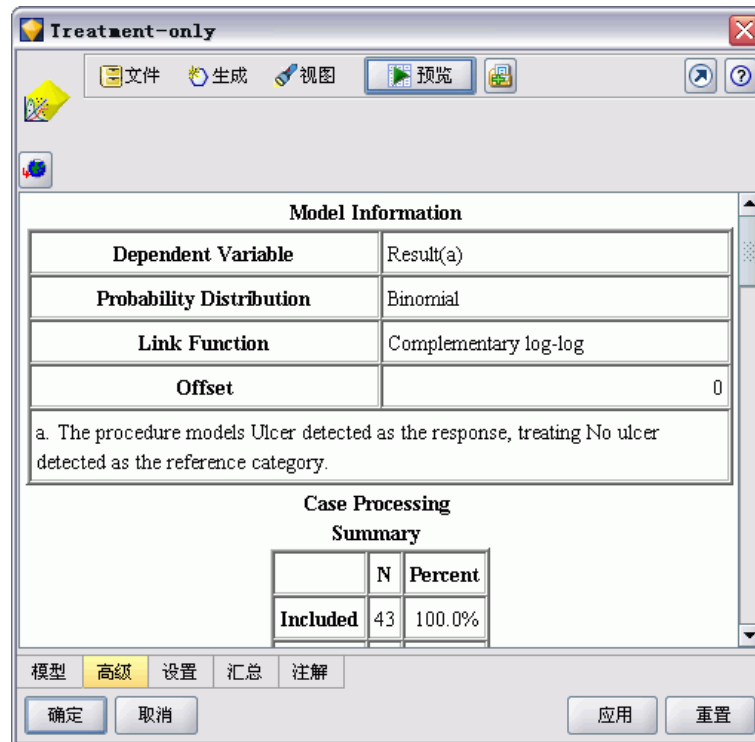 Treatment-only
文件 生成 视图 预览
Model Information
Dependent Variable Result(a)
Probability Distribution Binomial
Link Function Complementary log-log
Offset 0
a. The procedure models Ulcer detected as the response, treating No ulcer
detected as the reference category.
Case Processing
Summary
N Percent
Included 43 100.0%
模型 高级 设置 汇总 注解
确定 取消 应用 重置